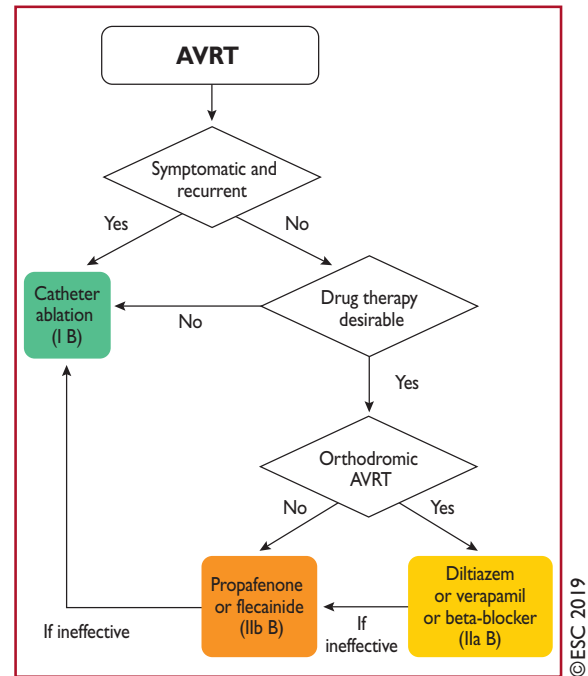 AVRT
Symptomatic and
recurrent
Yes
No
Catheter
ablation
(I B)
Drug therapy
desirable
No
Yes
Orthodromic
AVRT
No
Yes
Propafenone
or flecainide
(IIb B)
Diltiazem
or verapamil
or beta-blocker
(IIa B)
If ineffective
If
ineffective
©ESC 2019